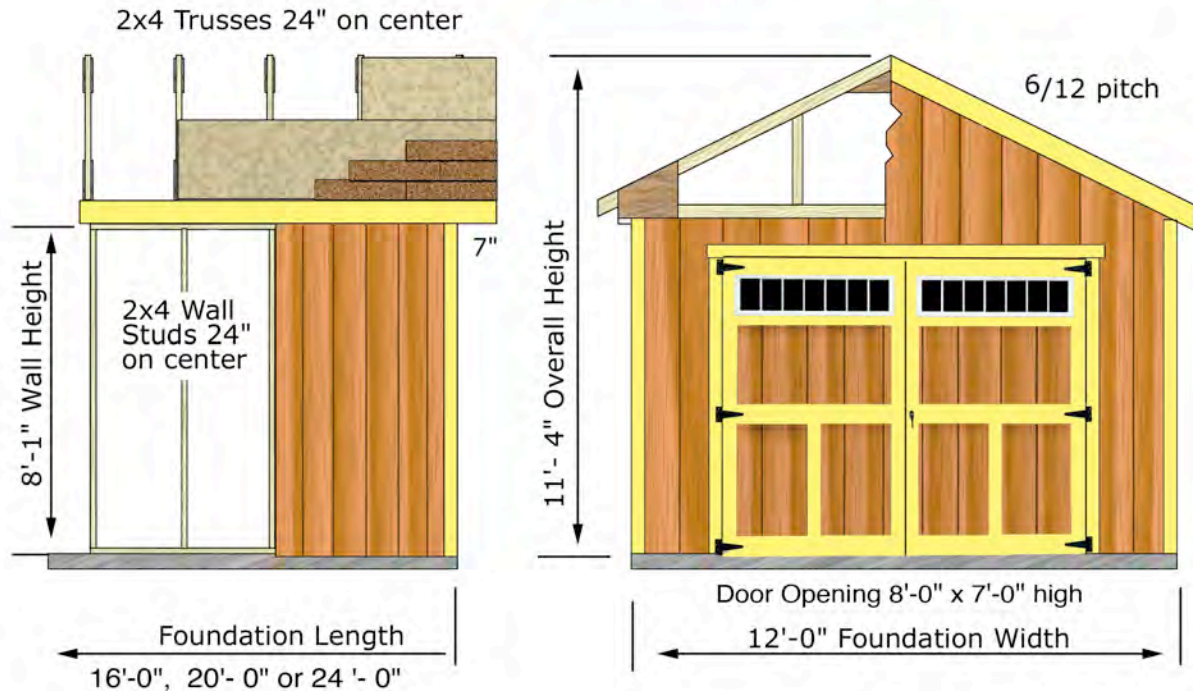 2x4 Trusses 24" on center
6/12 pitch
7"
8'-1" Wall Height
2x4 Wall
Studs 24"
on center
11'- 4" Overall Height
Door Opening 8'-0" x 7'-0" high
Foundation Length
16'-0", 20'- 0" or 24 '- 0"
12'-0" Foundation Width